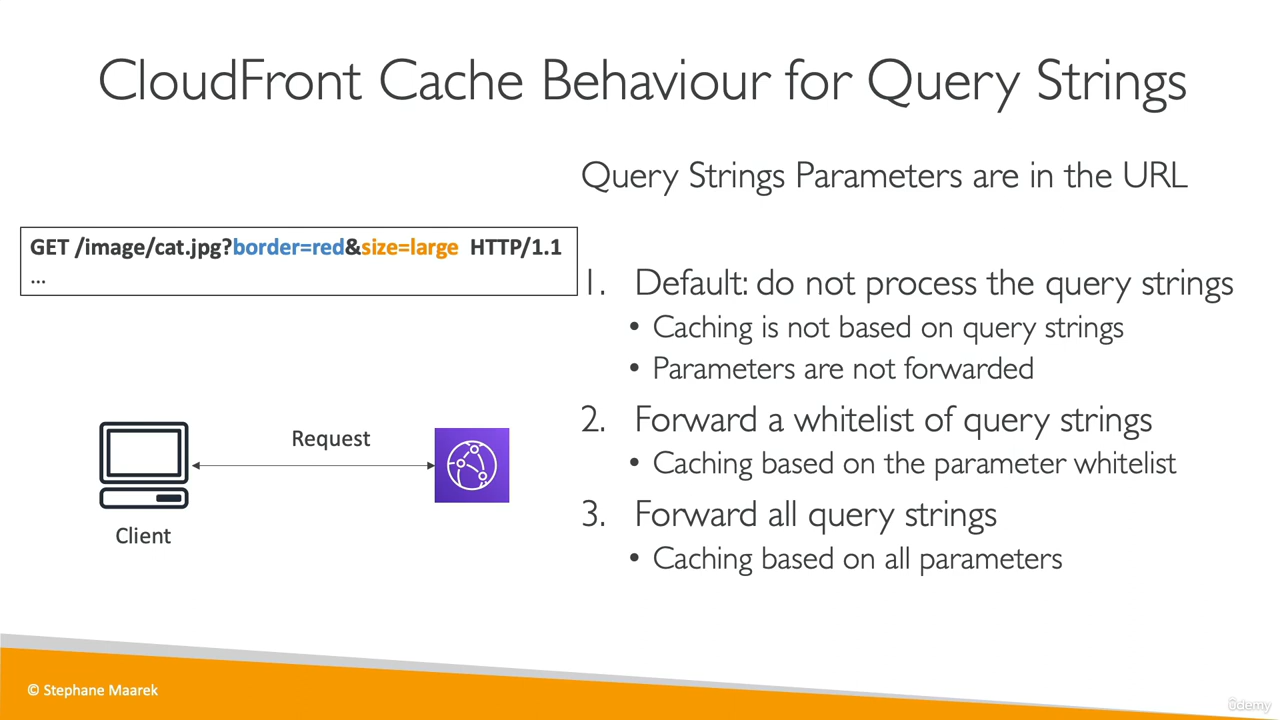 CloudFront Cache Behaviour for Query Strings
Query Strings Parameters are in the URL
GET /image/cat.jpg?border=red&size=large HTTP/1.1
...
1. Default: do not process the query strings
• Caching is not based on query strings
• Parameters are not forwarded
2. Forward a whitelist of query strings
• Caching based on the parameter whitelist
3. Forward all query strings
• Caching based on all parameters
Request
Client
© Stephane Maarek
ûdemy